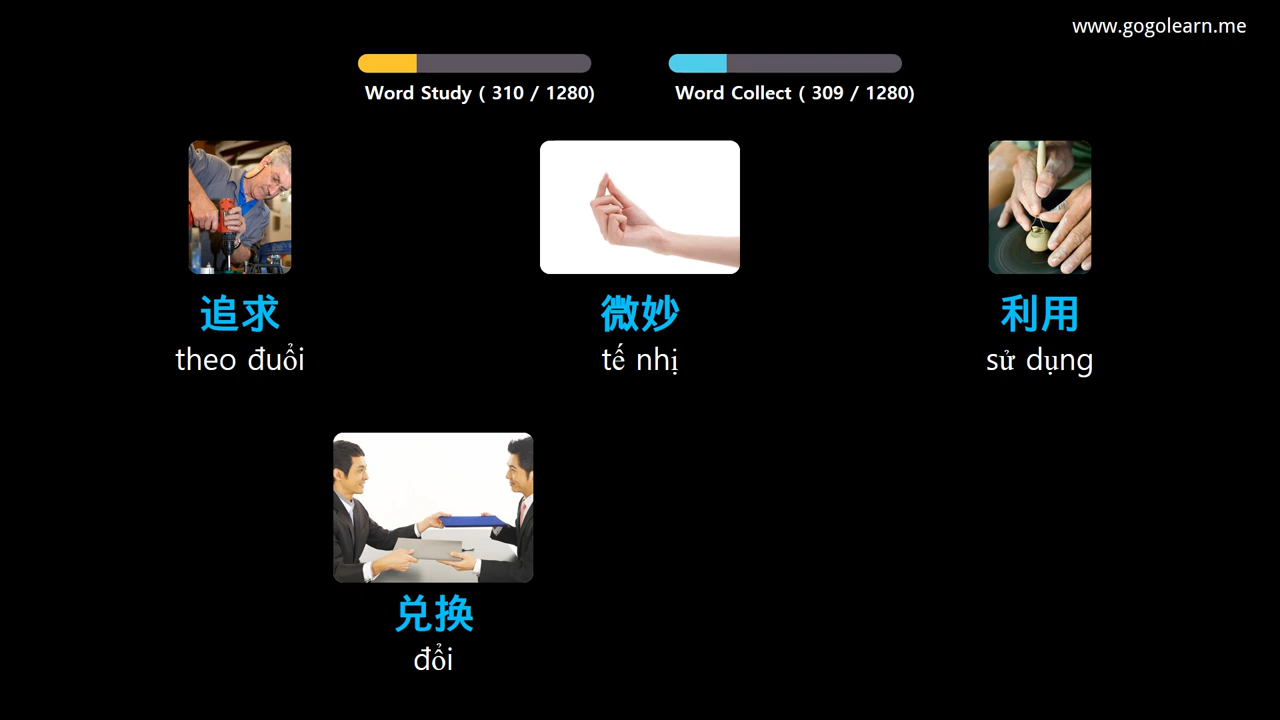 www.gogolearn.me
Word Study ( 310 / 1280)
Word Collect ( 309 / 1280)
追求
theo đuổi
微妙
tế nhị
利用
sử dụng
兑换
đổi